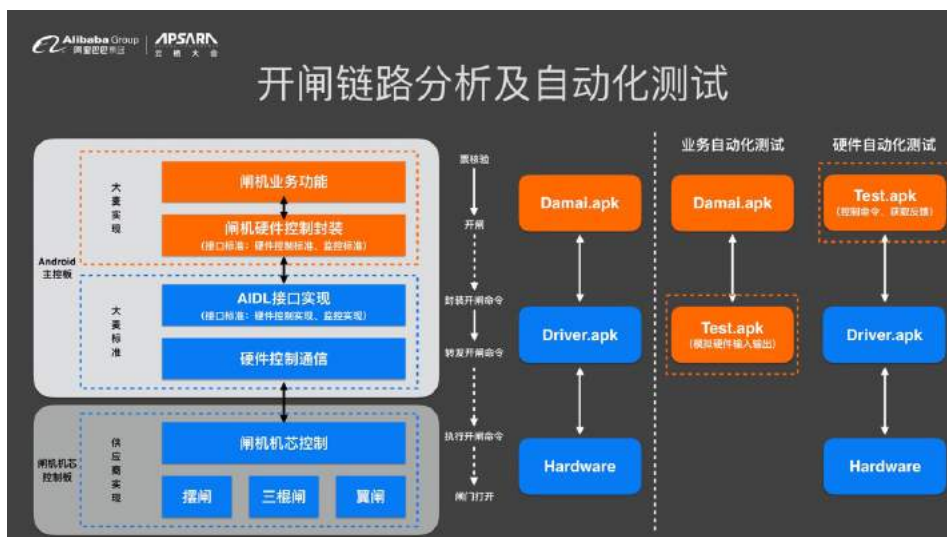 Alibaba Group
阿里巴巴集团
APSARA
云栖大会
开闸链路分析及自动化测试
Android
主控板
大麦实现
闸机业务功能
闸机硬件控制封装
(接口标准：硬件控制标准、监控标准)
大麦标准
AIDL接口实现
(接口标准：硬件控制实现、监控实现)
硬件控制通信
闸机机芯
控制板
供应商实现
闸机机芯控制
摆闸
三棍闸
翼闸
票核验
开闸
封装开闸命令
转发开闸命令
执行开闸命令
闸门打开
Damai.apk
Driver.apk
Hardware
业务自动化测试
Damai.apk
Test.apk
(模拟硬件输入输出)
硬件自动化测试
Test.apk
(控制命令、获取反馈)
Driver.apk
Hardware